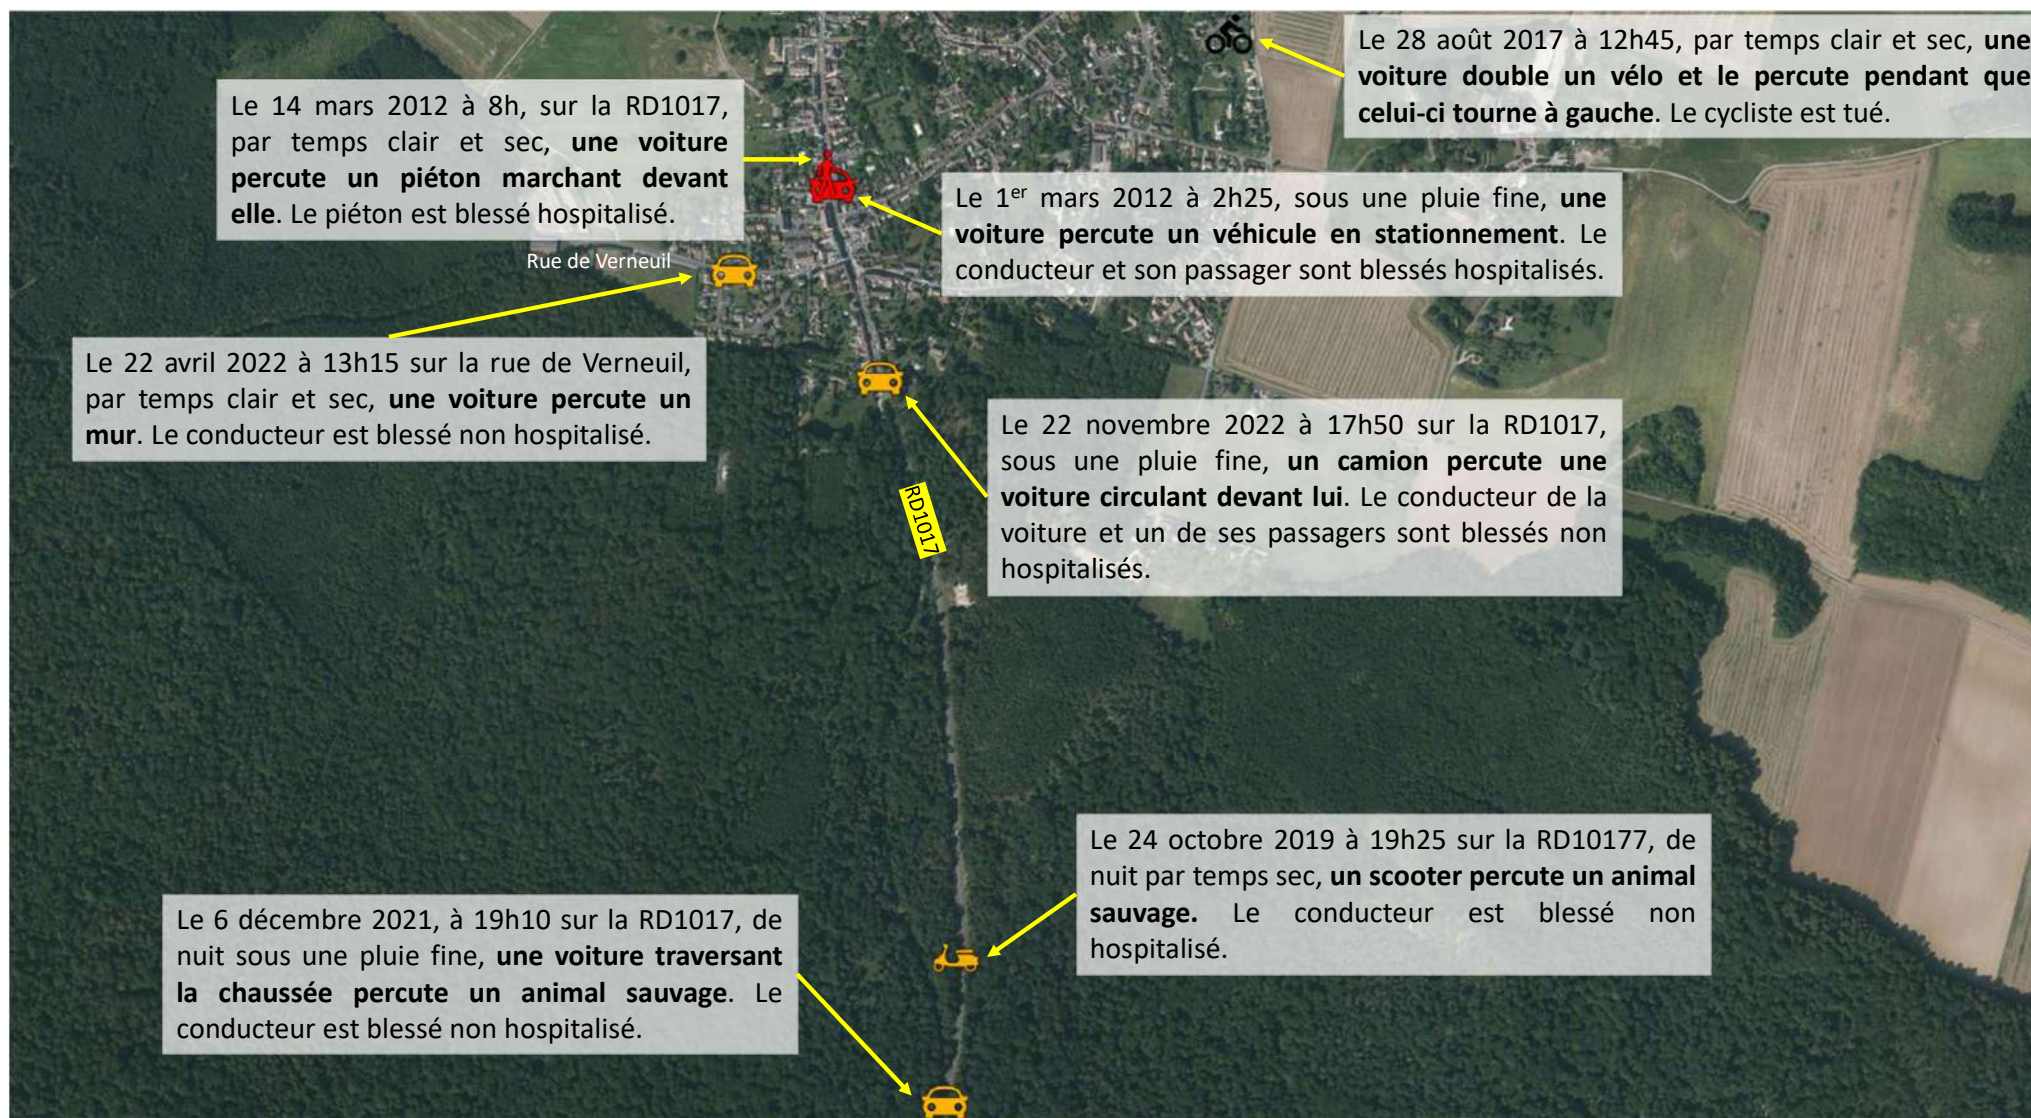 Le 28 août 2017 à 12h45, par temps clair et sec, une
voiture double un vélo et le percute pendant que
celui-ci tourne à gauche. Le cycliste est tué.
Le 14 mars 2012 à 8h, sur la RD1017,
par temps clair et sec, une voiture
percute un piéton marchant devant
elle. Le piéton est blessé hospitalisé.
Le 1er mars 2012 à 2h25, sous une pluie fine, une
voiture percute un véhicule en stationnement. Le
conducteur et son passager sont blessés hospitalisés.
Rue de Verneuil
Le 22 avril 2022 à 13h15 sur la rue de Verneuil,
par temps clair et sec, une voiture percute un
mur. Le conducteur est blessé non hospitalisé.
Le 22 novembre 2022 à 17h50 sur la RD1017,
sous une pluie fine, un camion percute une
voiture circulant devant lui. Le conducteur de la
voiture et un de ses passagers sont blessés non
hospitalisés.
RD1017
Le 24 octobre 2019 à 19h25 sur la RD10177, de
nuit par temps sec, un scooter percute un animal
sauvage. Le conducteur est blessé non
hospitalisé.
Le 6 décembre 2021, à 19h10 sur la RD1017, de
nuit sous une pluie fine, une voiture traversant
la chaussée percute un animal sauvage. Le
conducteur est blessé non hospitalisé.